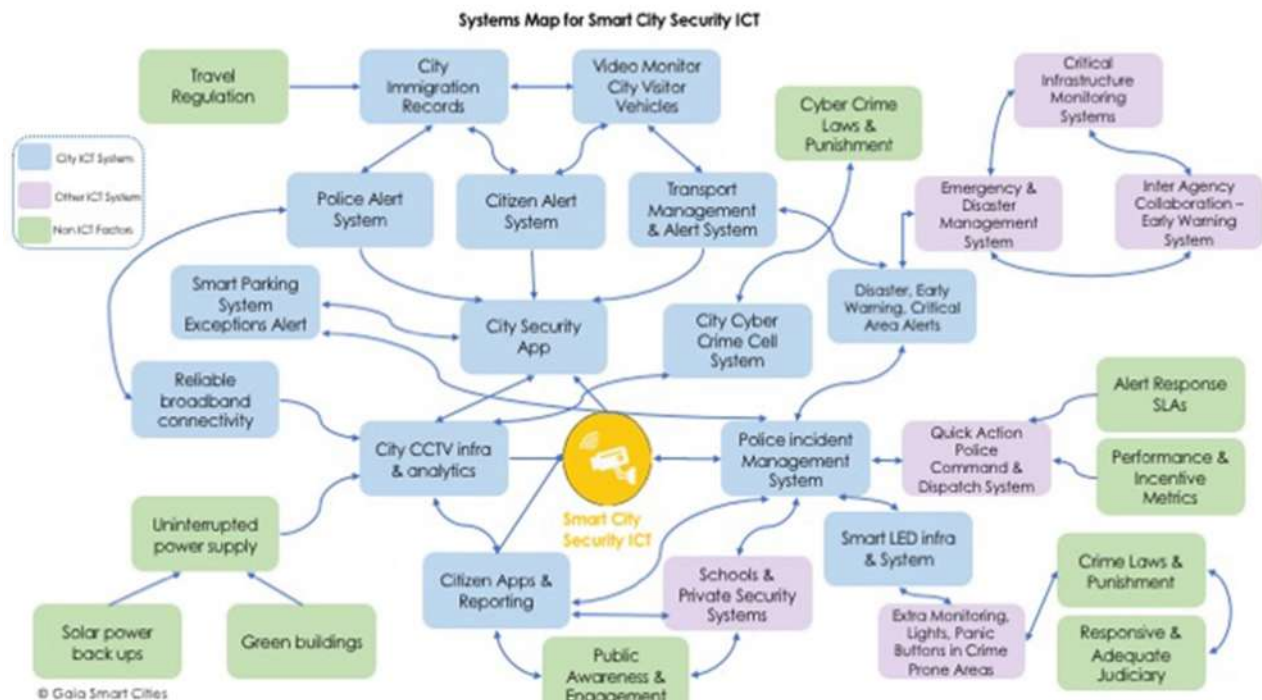 Systems Map for Smart City Security ICT
Travel
Regulation
City
Immigration
Records
Video Monitor
City Visitor
Vehicles
Cyber Crime
Laws &
Punishment
Critical
Infrastructure
Monitoring
Systems
City ICT System
Other ICT System
Non ICT Factors
Police Alert
System
Citizen Alert
System
Transport
Management
& Alert System
Emergency &
Disaster
Management
System
Inter Agency
Collaboration –
Early Warning
System
Smart Parking
System
Exceptions Alert
City Security
App
City Cyber
Crime Cell
System
Disaster, Early
Warning, Critical
Area Alerts
Reliable
broadband
connectivity
City CCTV infra
& analytics
Police incident
Management
System
Quick Action
Police
Command &
Dispatch System
Alert Response
SLAs
Performance &
Incentive
Metrics
Uninterrupted
power supply
Smart City
Security ICT
Smart LED infra
& System
Citizen Apps &
Reporting
Schools &
Private Security
Systems
Crime Laws &
Punishment
Solar power
back ups
Green buildings
Public
Awareness &
Engagement
Extra Monitoring,
Lights, Panic
Buttons in Crime
Prone Areas
Responsive &
Adequate
Judiciary
© Gaia Smart Cities